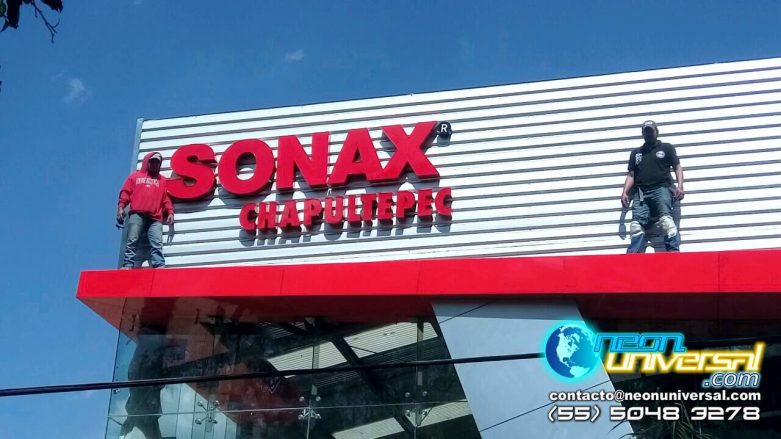 SONAX®
CHAPULTEPEC
neon
universal
.com
contacto@neonuniversal.com
(55) 5048 3278